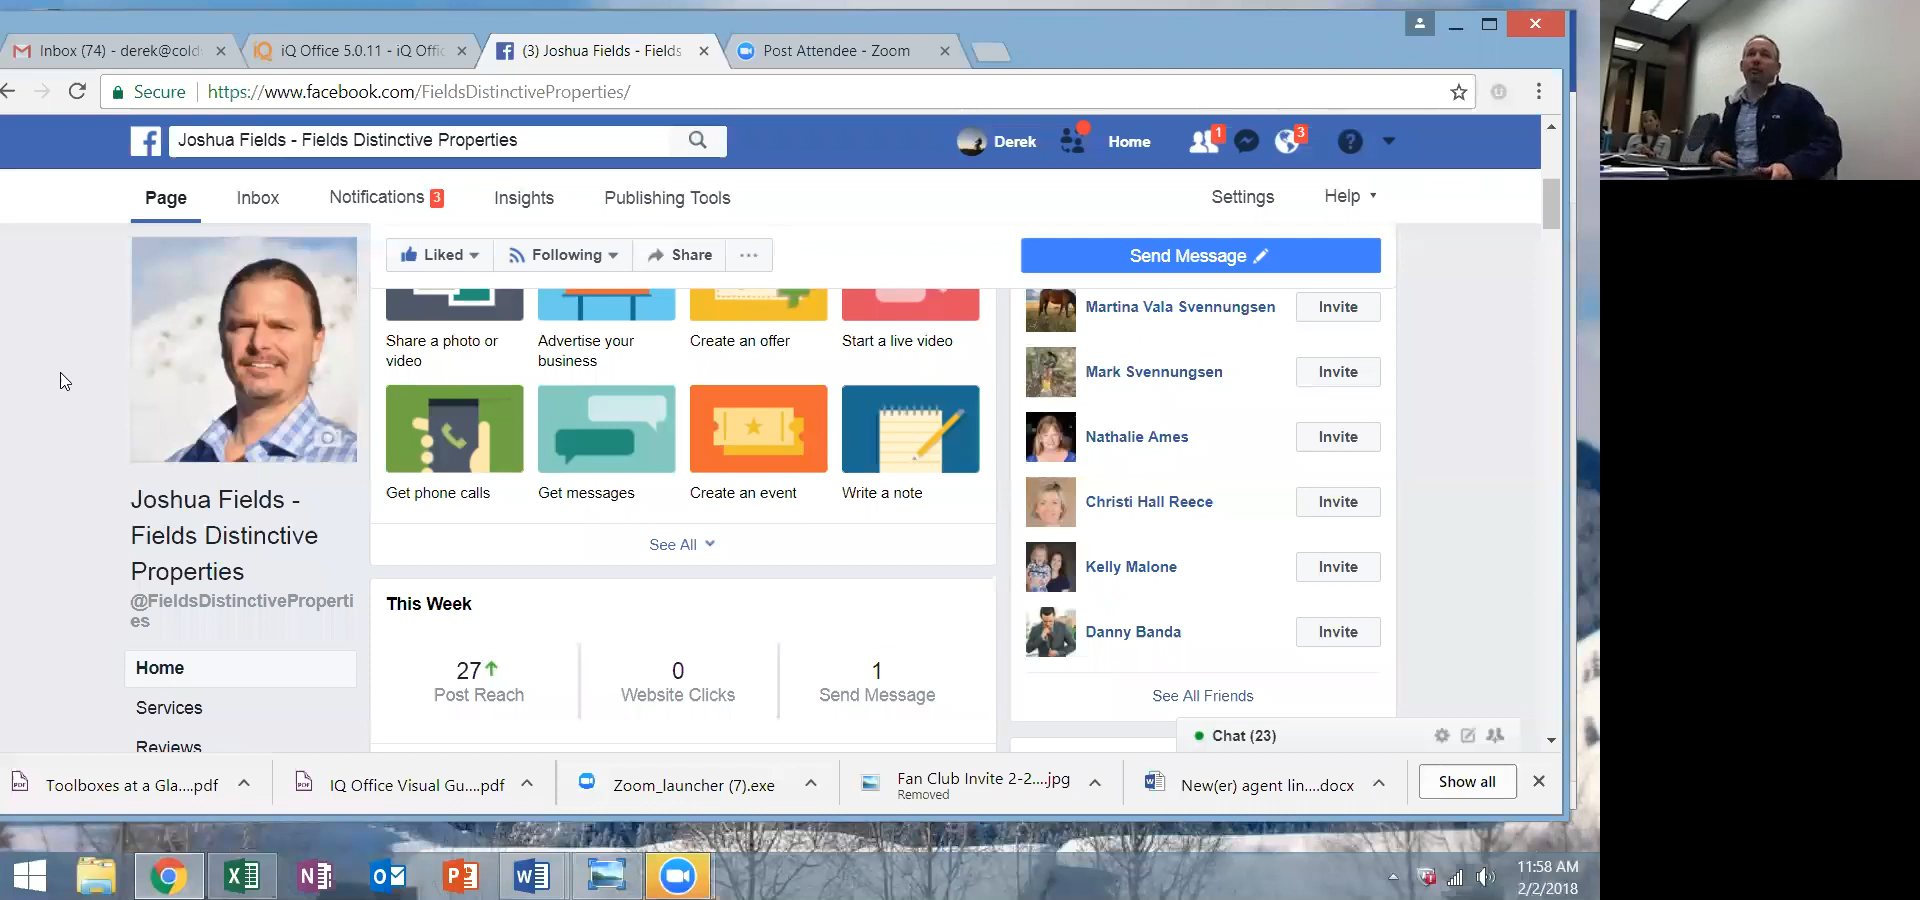 Inbox (74) - derek@cold
iQ Office 5.0.11 - iQ Offic
(3) Joshua Fields - Fields
Post Attendee - Zoom
Secure
https://www.facebook.com/FieldsDistinctiveProperties/
Joshua Fields - Fields Distinctive Properties
Derek
Home
1
3
Page
Inbox
Notifications 3
Insights
Publishing Tools
Settings
Help
Liked
Following
Share
Send Message
Share a photo or
video
Advertise your
business
Create an offer
Start a live video
Get phone calls
Get messages
Create an event
Write a note
See All
Martina Vala Svennungsen
Invite
Mark Svennungsen
Invite
Nathalie Ames
Invite
Christi Hall Reece
Invite
Kelly Malone
Invite
Danny Banda
Invite
See All Friends
Joshua Fields -
Fields Distinctive
Properties
@FieldsDistinctiveProperti
es
Home
Services
Reviews
This Week
27
Post Reach
0
Website Clicks
1
Send Message
Chat (23)
Toolboxes at a Gla....pdf
IQ Office Visual Gu....pdf
Zoom_launcher (7).exe
Fan Club Invite 2-2....jpg
Removed
New(er) agent lin....docx
Show all
11:58 AM
2/2/2018